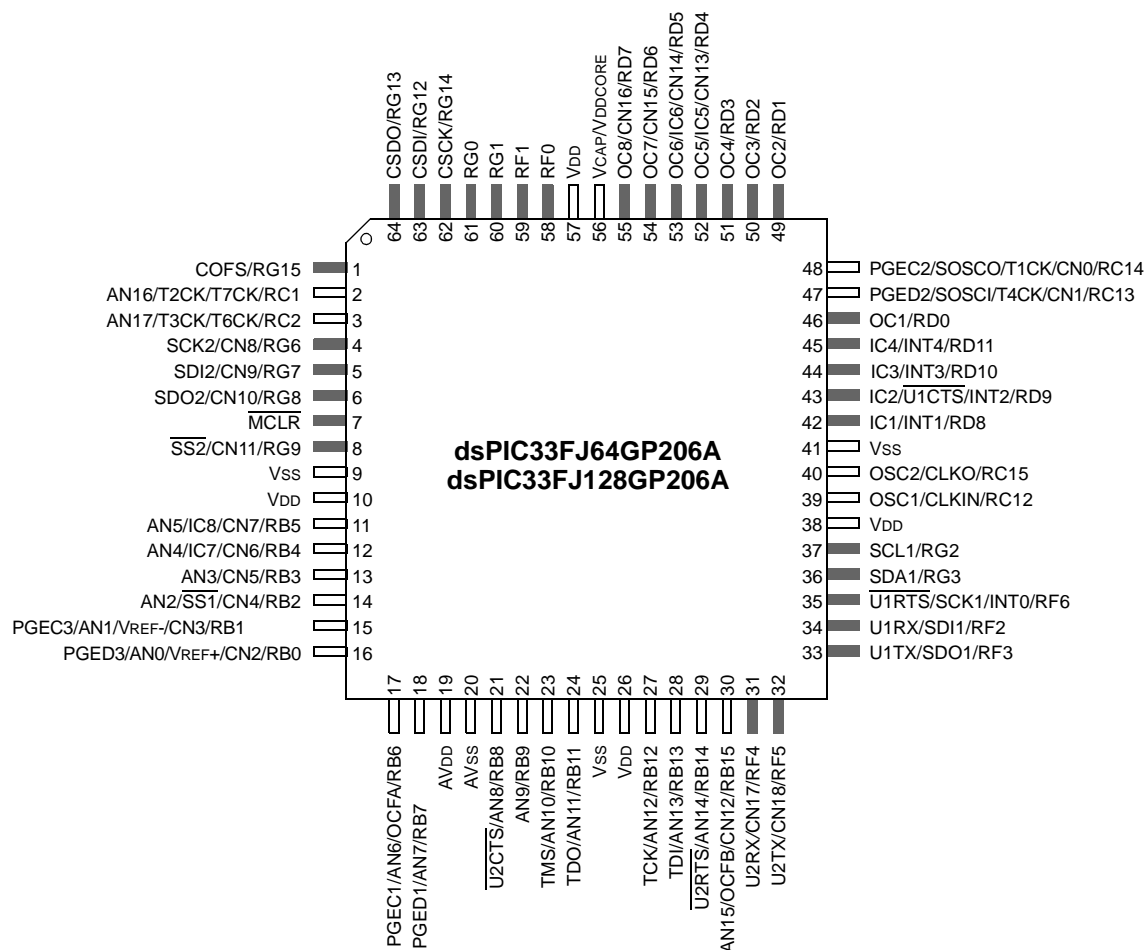 CSDO/RG13
CSDI/RG12
CSCK/RG14
RG0
RG1
RF1
RF0
VDD
VCAP/VDDCORE
OC8/CN16/RD7
OC7/CN15/RD6
OC6/IC6/CN14/RD5
OC5/IC5/CN13/RD4
OC4/RD3
OC3/RD2
OC2/RD1
64
63
62
61
60
59
58
57
56
55
54
53
52
51
50
49
COFS/RG15 1
AN16/T2CK/T7CK/RC1 2
AN17/T3CK/T6CK/RC2 3
SCK2/CN8/RG6 4
SDI2/CN9/RG7 5
SDO2/CN10/RG8 6
MCLR 7
SS2/CN11/RG9 8
VSS 9
VDD 10
AN5/IC8/CN7/RB5 11
AN4/IC7/CN6/RB4 12
AN3/CN5/RB3 13
AN2/SS1/CN4/RB2 14
PGEC3/AN1/VREF-/CN3/RB1 15
PGED3/AN0/VREF+/CN2/RB0 16
dsPIC33FJ64GP206A
dsPIC33FJ128GP206A
48 PGEC2/SOSCO/T1CK/CN0/RC14
47 PGED2/SOSCI/T4CK/CN1/RC13
46 OC1/RD0
45 IC4/INT4/RD11
44 IC3/INT3/RD10
43 IC2/U1CTS/INT2/RD9
42 IC1/INT1/RD8
41 VSS
40 OSC2/CLKO/RC15
39 OSC1/CLKIN/RC12
38 VDD
37 SCL1/RG2
36 SDA1/RG3
35 U1RTS/SCK1/INT0/RF6
34 U1RX/SDI1/RF2
33 U1TX/SDO1/RF3
17
18
19
20
21
22
23
24
25
26
27
28
29
30
31
32
PGEC1/AN6/OCFA/RB6
PGED1/AN7/RB7
AVDD
AVSS
U2CTS/AN8/RB8
AN9/RB9
TMS/AN10/RB10
TDO/AN11/RB11
VSS
VDD
TCK/AN12/RB12
TDI/AN13/RB13
U2RTS/AN14/RB14
AN15/OCFB/CN12/RB15
U2RX/CN17/RF4
U2TX/CN18/RF5